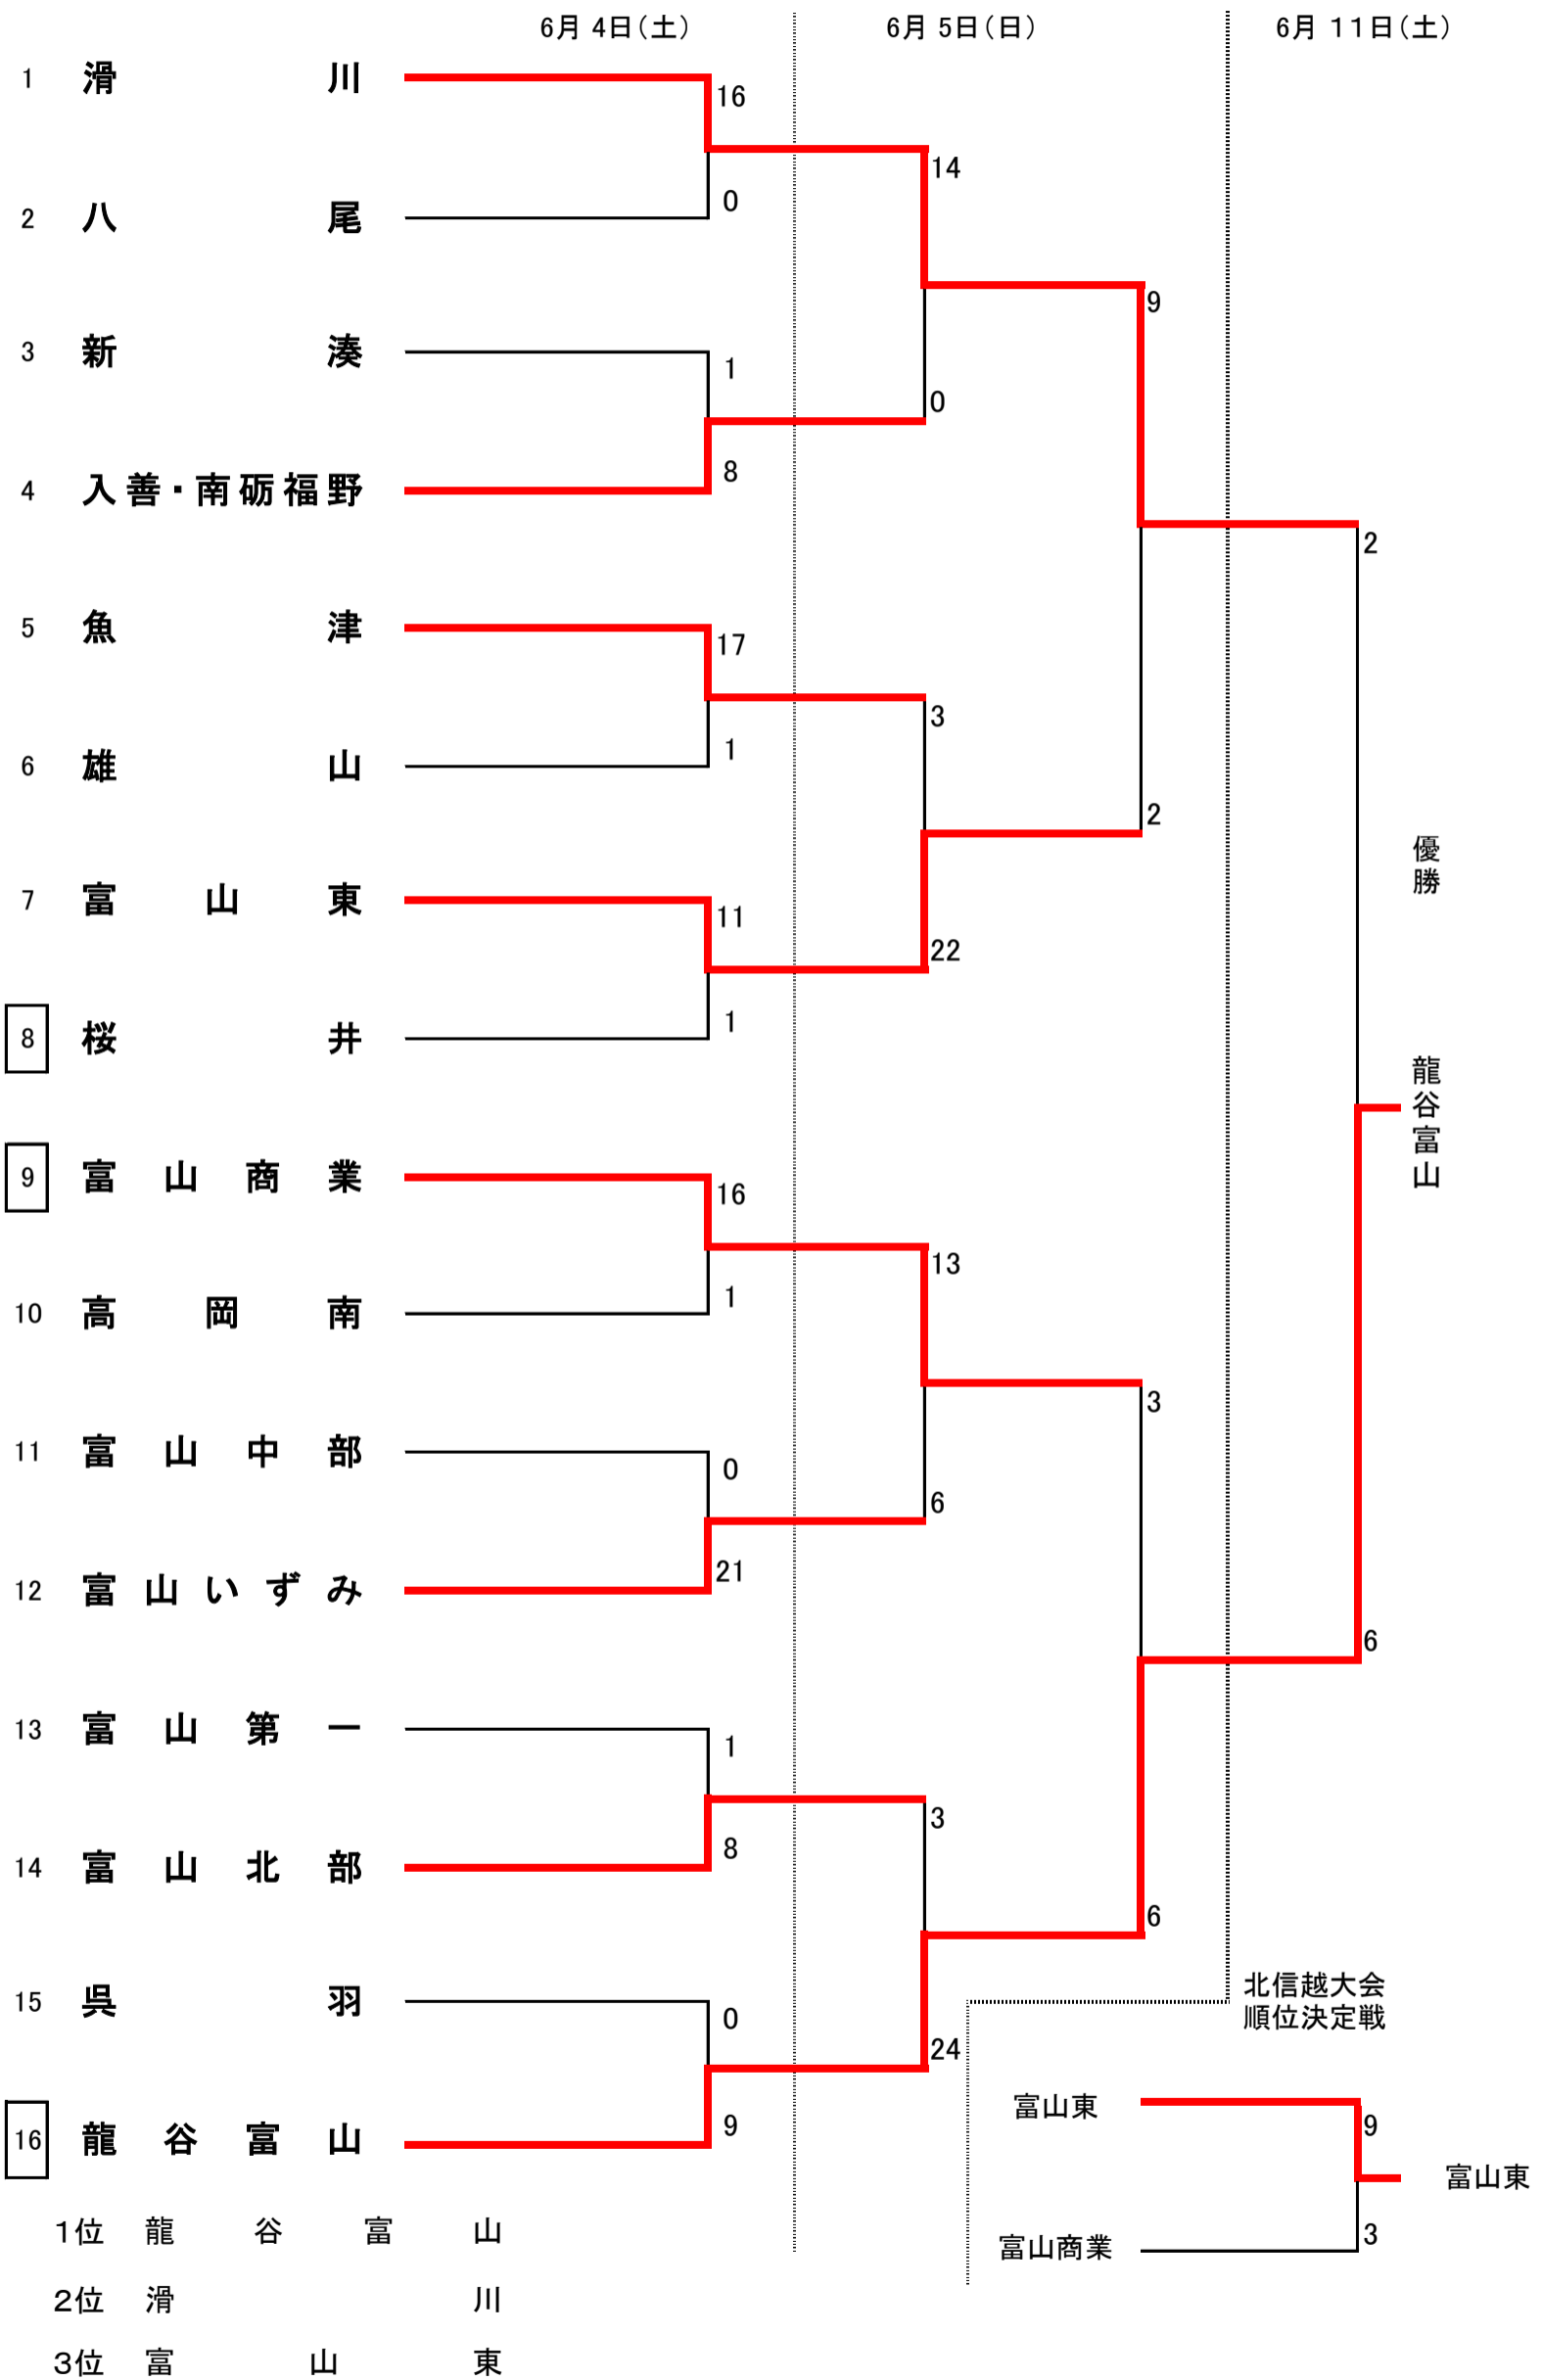 6月 4日(土) 6月 5日(日) 6月 11日(土)
1 滑川
16
14
2 八尾
0
9
3 新湊
1
0
4 入善・南砺福野
8
2
5 魚津
17
3
6 雄山
1
2
優勝
7 富山東
11
22
8 桜井
1
龍谷富山
9 富山商業
16
13
10 高岡南
1
3
11 富山中部
0
6
12 富山いずみ
21
6
13 富山第一
1
3
14 富山北部
8
6
15 呉羽
0
24
北信越大会
順位決定戦
16 龍谷富山
9
富山東
9
富山東
富山商業
3
1位 龍谷富山
2位 滑川
3位 富山東